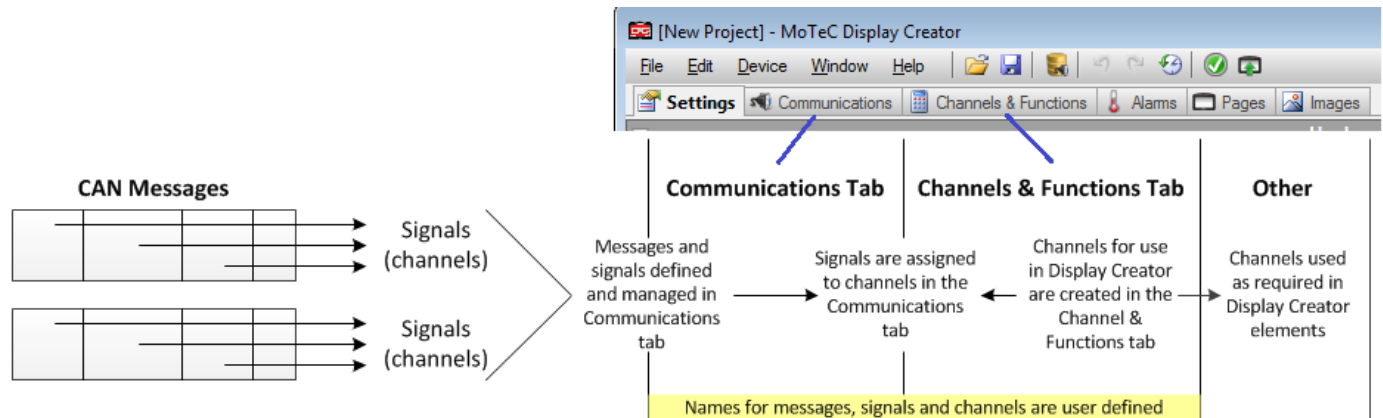 [New Project] - MoTeC Display Creator
File Edit Device Window Help
Settings Communications Channels & Functions Alarms Pages Images
CAN Messages
Signals
(channels)
Signals
(channels)
Communications Tab
Messages and
signals defined
and managed in
Communications
tab
Signals are assigned
to channels in the
Communications
tab
Channels & Functions Tab
Channels for use
in Display Creator
are created in the
Channel &
Functions tab
Other
Channels used
as required in
Display Creator
elements
Names for messages, signals and channels are user defined